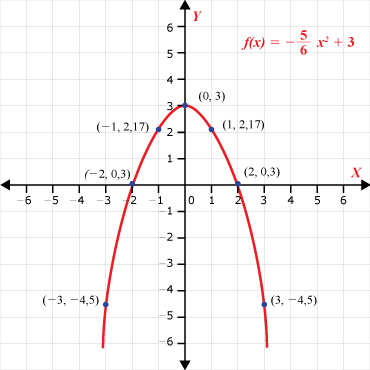 Y
6
f(x) = −5/6 x² + 3
5
4
(0, 3)
3
(−1, 2,17) (1, 2,17)
2
1
(−2, 0,3) (2, 0,3) X
−6 −5 −4 −3 −2 −1 0 1 2 3 4 5 6
−1
−2
−3
−4
(−3, −4,5) (3, −4,5)
−5
−6